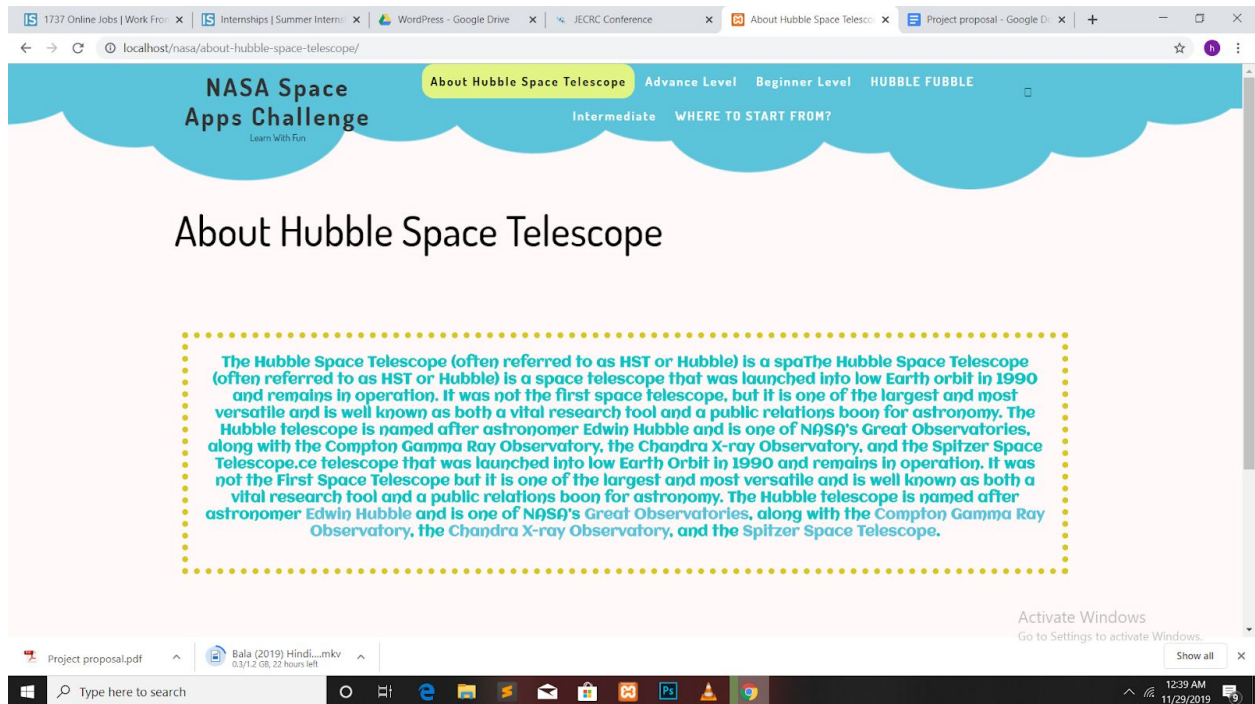 1737 Online Jobs | Work Fron
Internships | Summer Interns
WordPress - Google Drive
JECRC Conference
About Hubble Space Telesco
Project proposal - Google Do
localhost/nasa/about-hubble-space-telescope/
h
NASA Space
Apps Challenge
Learn With Fun
About Hubble Space Telescope Advance Level Beginner Level HUBBLE FUBBLE
Intermediate WHERE TO START FROM?
About Hubble Space Telescope
The Hubble Space Telescope (often referred to as HST or Hubble) is a spaThe Hubble Space Telescope
(often referred to as HST or Hubble) is a space telescope that was launched into low Earth orbit in 1990
and remains in operation. It was not the first space telescope, but it is one of the largest and most
versatile and is well known as both a vital research tool and a public relations boon for astronomy. The
Hubble telescope is named after astronomer Edwin Hubble and is one of NASA's Great Observatories,
along with the Compton Gamma Ray Observatory, the Chandra X-ray Observatory, and the Spitzer Space
Telescope.ce telescope that was launched into low Earth Orbit in 1990 and remains in operation. It was
not the First Space Telescope but it is one of the largest and most versatile and is well known as both a
vital research tool and a public relations boon for astronomy. The Hubble telescope is named after
astronomer Edwin Hubble and is one of NASA's Great Observatories, along with the Compton Gamma Ray
Observatory, the Chandra X-ray Observatory, and the Spitzer Space Telescope.
Activate Windows
Go to Settings to activate Windows.
Project proposal.pdf
Bala (2019) Hindi....mkv
0.3/1.2 GB, 22 hours left
Show all
Type here to search
Ps
12:39 AM
11/29/2019
9